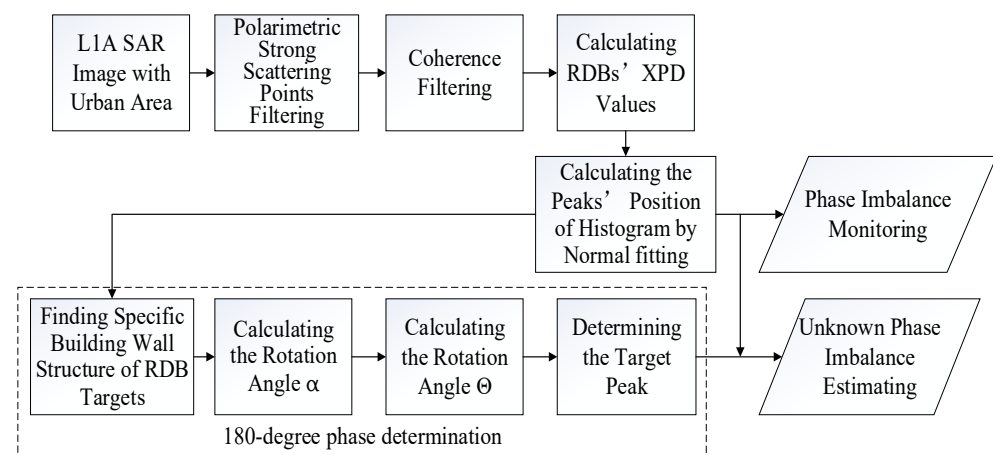 L1A SAR
Image with
Urban Area
Polarimetric
Strong
Scattering
Points
Filtering
Coherence
Filtering
Calculating
RDBs’ XPD
Values
Calculating the
Peaks’ Position
of Histogram by
Normal fitting
Phase Imbalance
Monitoring
Finding Specific
Building Wall
Structure of RDB
Targets
Calculating
the Rotation
Angle α
Calculating
the Rotation
Angle Θ
Determining
the Target
Peak
Unknown Phase
Imbalance
Estimating
180-degree phase determination